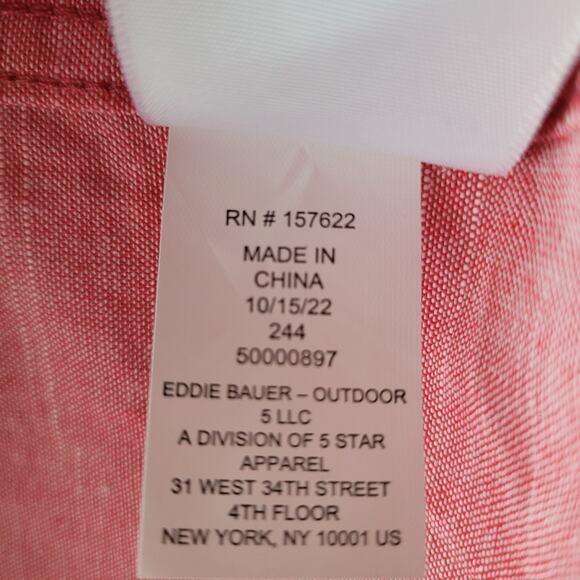 RN # 157622
MADE IN
CHINA
10/15/22
244
50000897
EDDIE BAUER – OUTDOOR
5 LLC
A DIVISION OF 5 STAR
APPAREL
31 WEST 34TH STREET
4TH FLOOR
NEW YORK, NY 10001 US